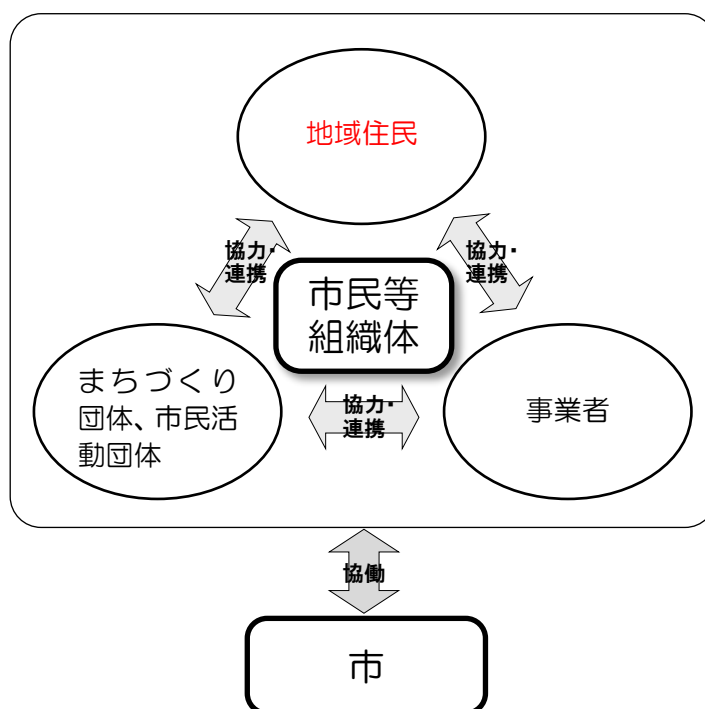 地域住民
協力・
連携
協力・
連携
市民等
組織体
まちづくり
団体、市民活
動団体
協力・
連携
事業者
協働
市